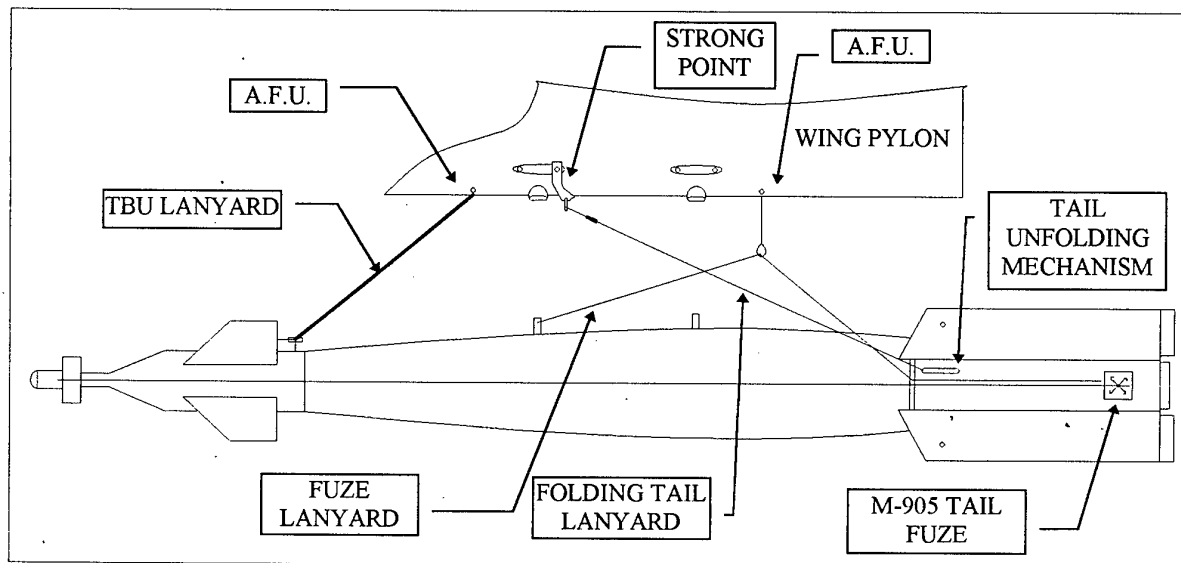 STRONG
POINT
A.F.U.
A.F.U.
WING PYLON
TBU LANYARD
TAIL
UNFOLDING
MECHANISM
FUZE
LANYARD
FOLDING TAIL
LANYARD
M-905 TAIL
FUZE